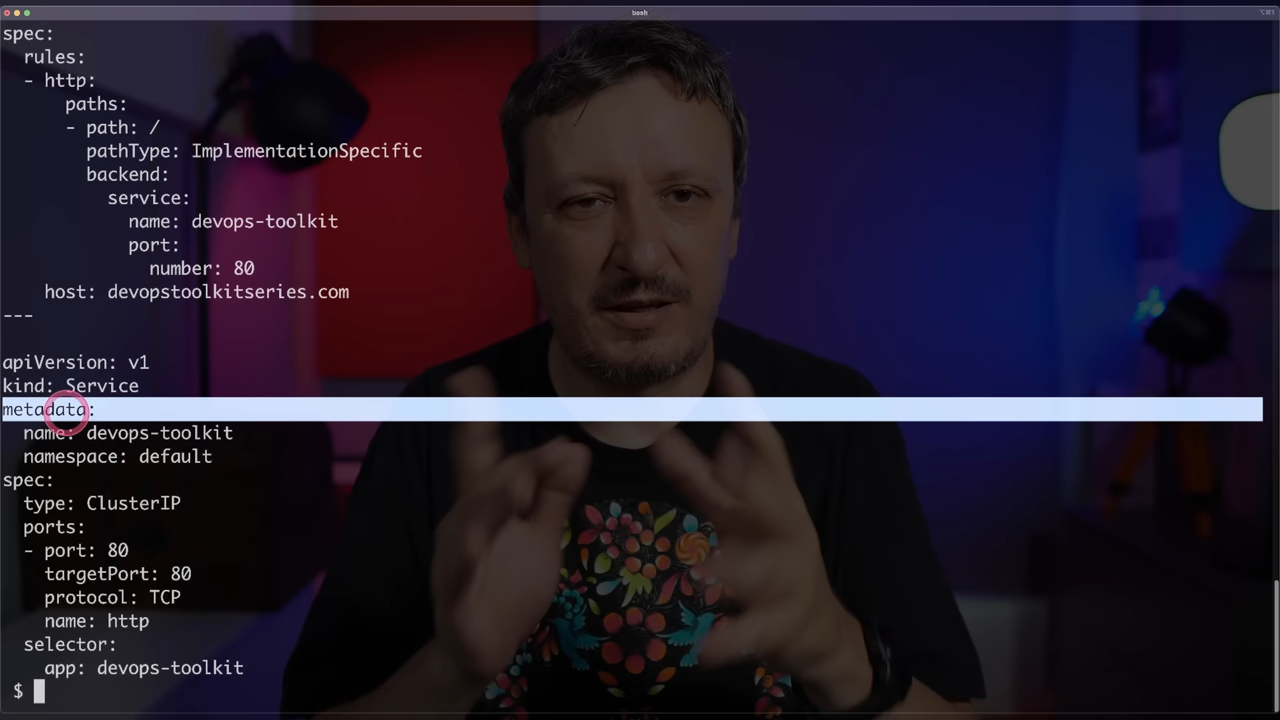 bash
⌥⌘1
spec:
  rules:
  - http:
      paths:
      - path: /
        pathType: ImplementationSpecific
        backend:
          service:
            name: devops-toolkit
            port:
              number: 80
    host: devopstoolkitseries.com
---
apiVersion: v1
kind: Service
metadata:
  name: devops-toolkit
  namespace: default
spec:
  type: ClusterIP
  ports:
  - port: 80
    targetPort: 80
    protocol: TCP
    name: http
  selector:
    app: devops-toolkit
$